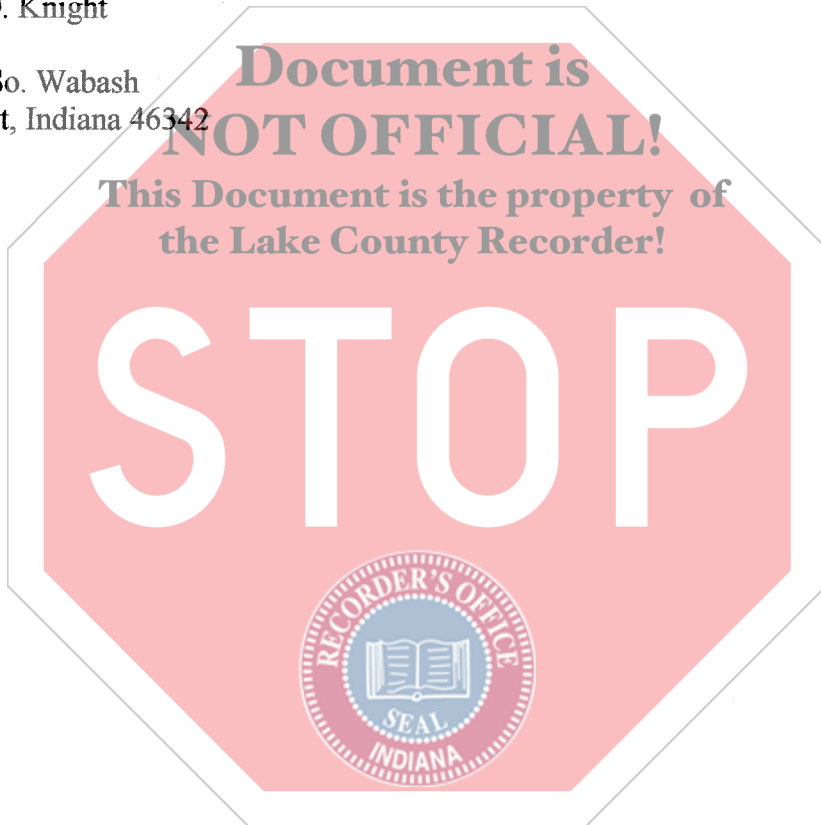 . Knight
Document is
So. Wabash
t, Indiana 46342
NOT OFFICIAL!
This Document is the property of
the Lake County Recorder!
STOP
RECORDER'S OFFICE
SEAL
INDIANA